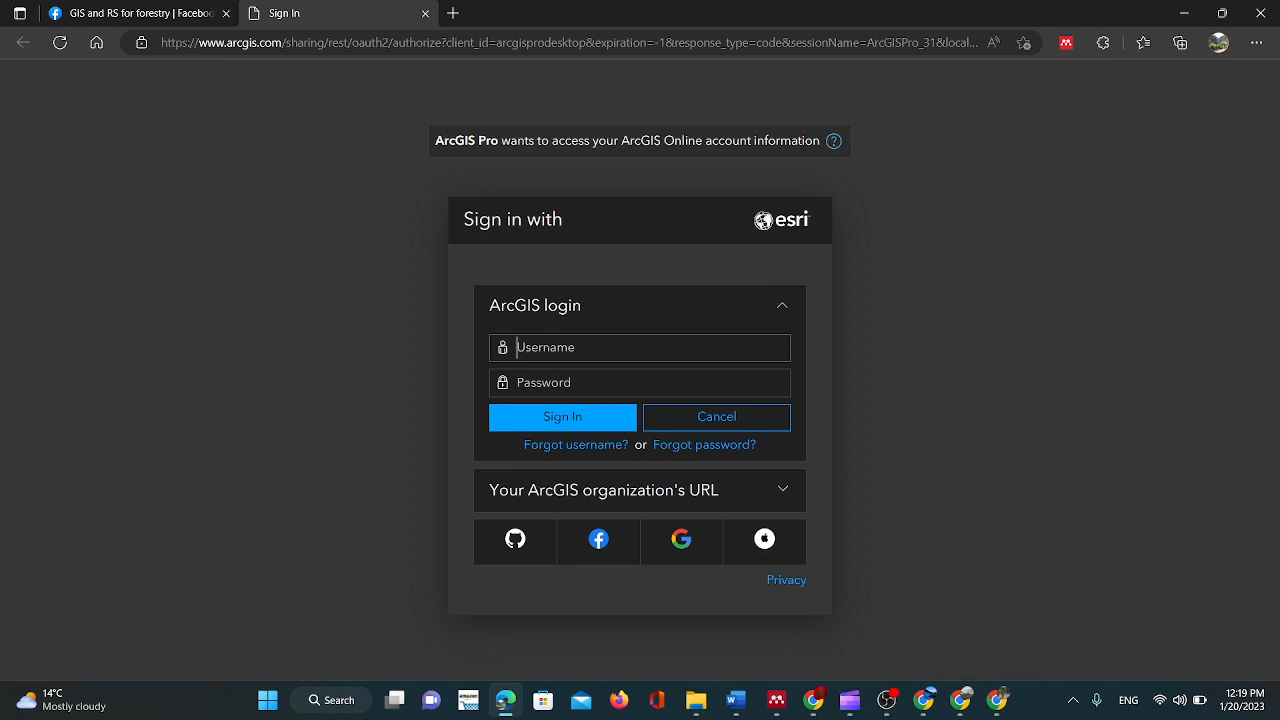 GIS and RS for forestry | Faceboo
Sign In
https://www.arcgis.com/sharing/rest/oauth2/authorize?client_id=arcgisprodesktop&expiration=-1&response_type=code&sessionName=ArcGISPro_31&local...
ArcGIS Pro wants to access your ArcGIS Online account information
Sign in with
esri
ArcGIS login
Username
Password
Sign In
Cancel
Forgot username? or Forgot password?
Your ArcGIS organization's URL
Privacy
14°C
Mostly cloudy
Search
amazon
ENG
12:19 PM
1/20/2023